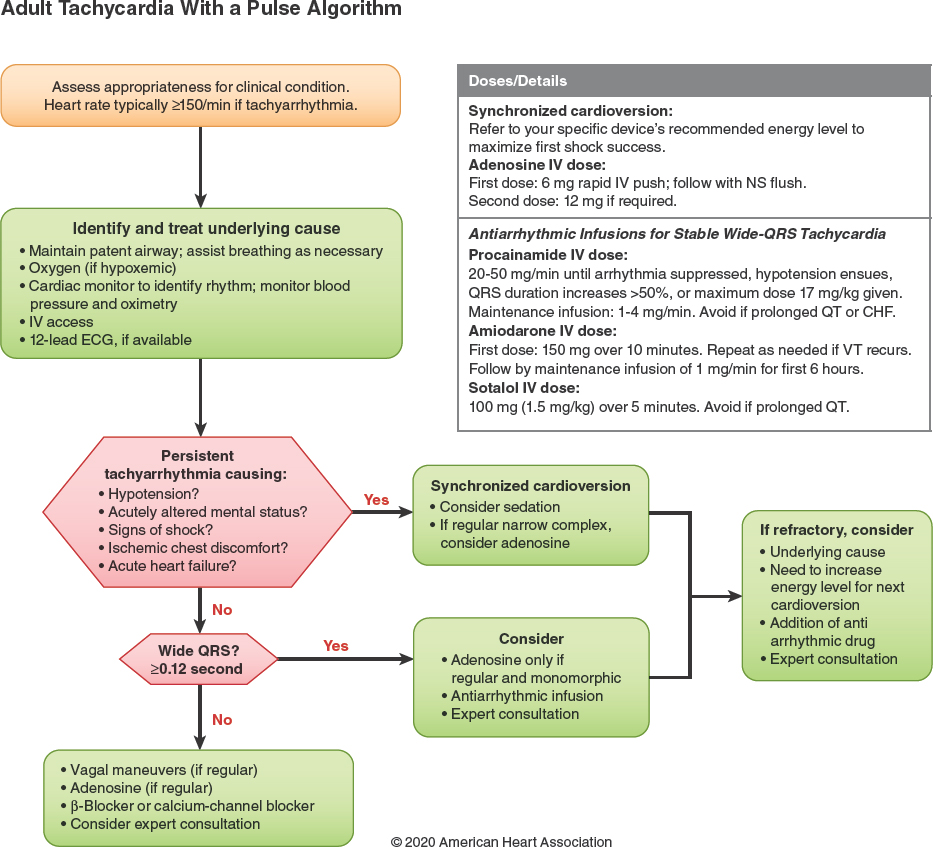 Adult Tachycardia With a Pulse Algorithm
Assess appropriateness for clinical condition.
Heart rate typically ≥150/min if tachyarrhythmia.
Identify and treat underlying cause
• Maintain patent airway; assist breathing as necessary
• Oxygen (if hypoxemic)
• Cardiac monitor to identify rhythm; monitor blood
pressure and oximetry
• IV access
• 12-lead ECG, if available
Doses/Details
Synchronized cardioversion:
Refer to your specific device's recommended energy level to
maximize first shock success.
Adenosine IV dose:
First dose: 6 mg rapid IV push; follow with NS flush.
Second dose: 12 mg if required.
Antiarrhythmic Infusions for Stable Wide-QRS Tachycardia
Procainamide IV dose:
20-50 mg/min until arrhythmia suppressed, hypotension ensues,
QRS duration increases >50%, or maximum dose 17 mg/kg given.
Maintenance infusion: 1-4 mg/min. Avoid if prolonged QT or CHF.
Amiodarone IV dose:
First dose: 150 mg over 10 minutes. Repeat as needed if VT recurs.
Follow by maintenance infusion of 1 mg/min for first 6 hours.
Sotalol IV dose:
100 mg (1.5 mg/kg) over 5 minutes. Avoid if prolonged QT.
Persistent
tachyarrhythmia causing:
• Hypotension?
• Acutely altered mental status?
• Signs of shock?
• Ischemic chest discomfort?
• Acute heart failure?
Yes
Synchronized cardioversion
• Consider sedation
• If regular narrow complex,
consider adenosine
If refractory, consider
• Underlying cause
• Need to increase
energy level for next
cardioversion
• Addition of anti
arrhythmic drug
• Expert consultation
No
Wide QRS?
≥0.12 second
Yes
Consider
• Adenosine only if
regular and monomorphic
• Antiarrhythmic infusion
• Expert consultation
No
• Vagal maneuvers (if regular)
• Adenosine (if regular)
• β-Blocker or calcium-channel blocker
• Consider expert consultation
© 2020 American Heart Association